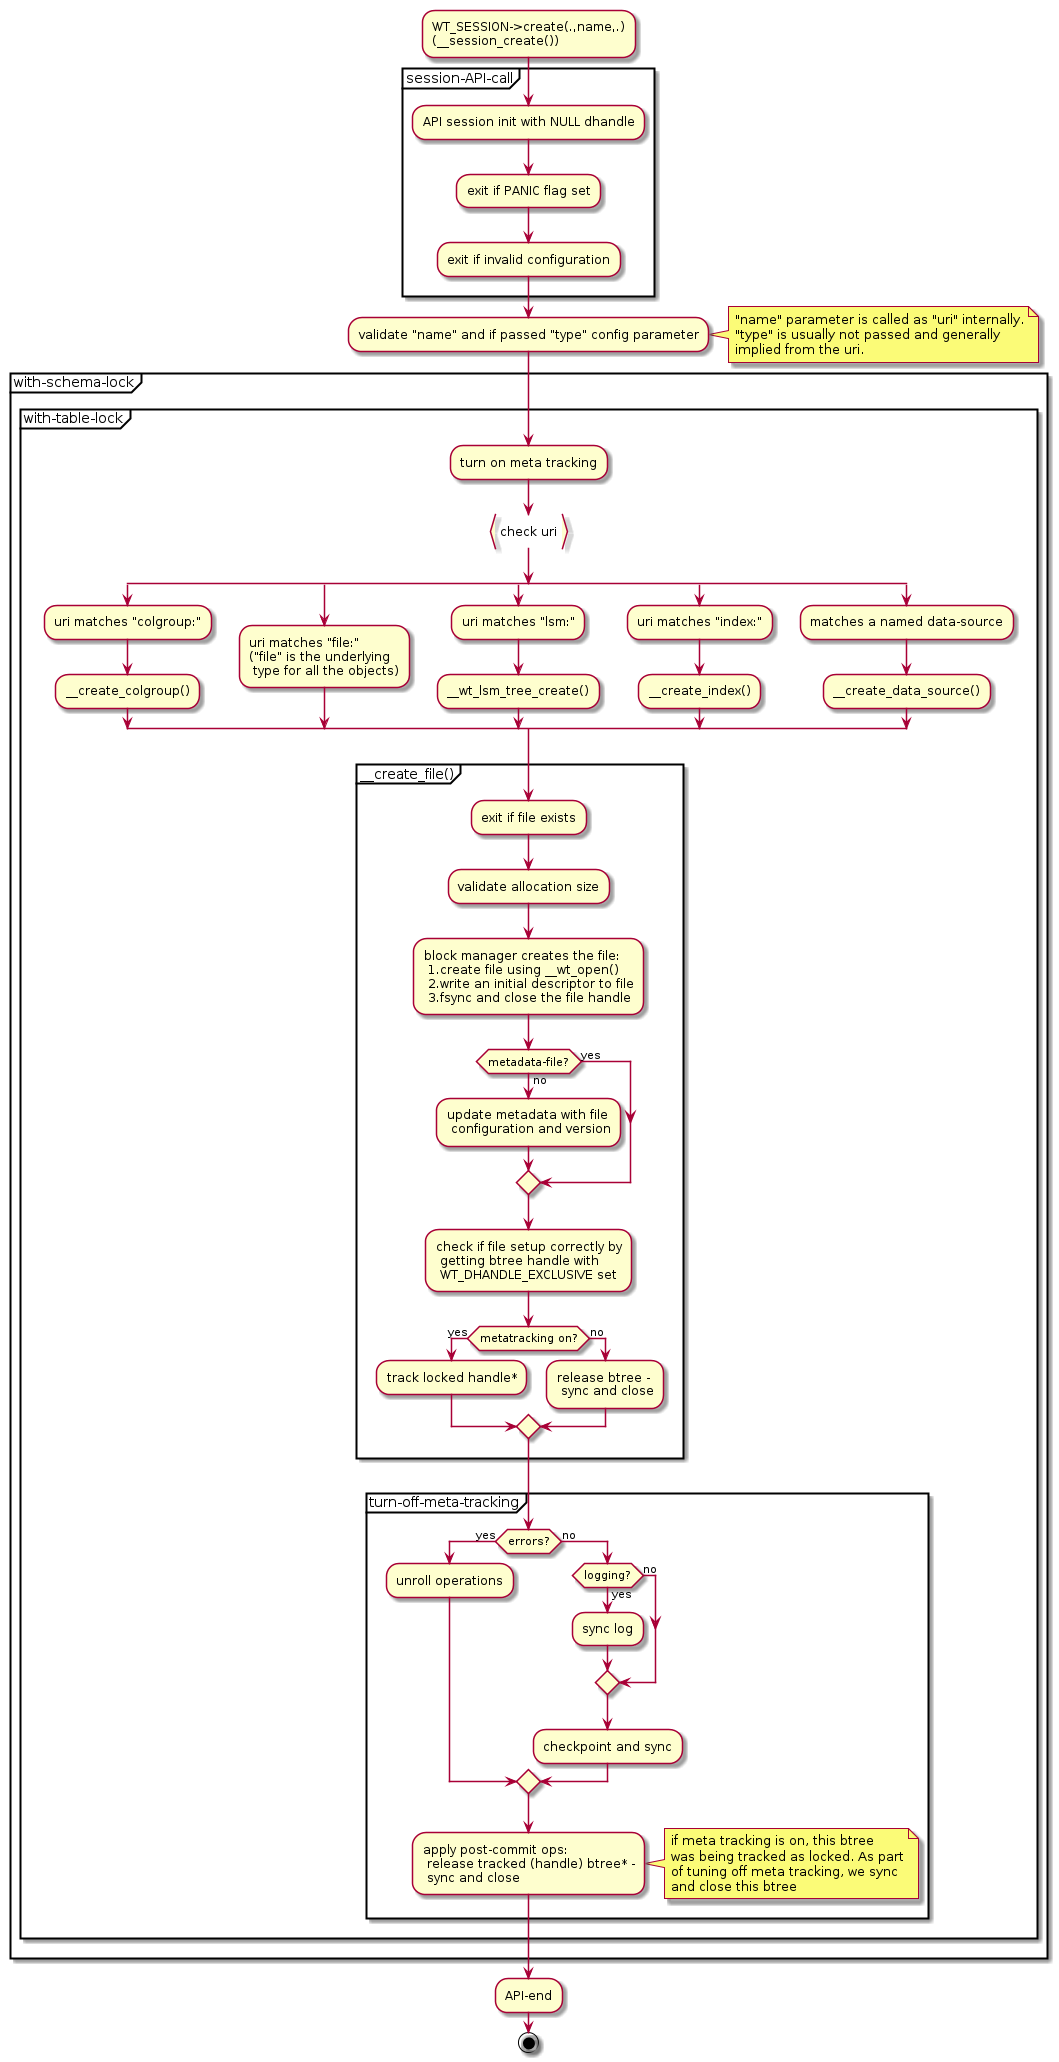 WT_SESSION->create(.,name,.)
(__session_create())
session-API-call
API session init with NULL dhandle
exit if PANIC flag set
exit if invalid configuration
validate "name" and if passed "type" config parameter
"name" parameter is called as "uri" internally.
"type" is usually not passed and generally
implied from the uri.
with-schema-lock
with-table-lock
turn on meta tracking
check uri
uri matches "colgroup:"
__create_colgroup()
uri matches "file:"
("file" is the underlying
type for all the objects)
uri matches "lsm:"
__wt_lsm_tree_create()
uri matches "index:"
__create_index()
matches a named data-source
__create_data_source()
__create_file()
exit if file exists
validate allocation size
block manager creates the file:
1.create file using __wt_open()
2.write an initial descriptor to file
3.fsync and close the file handle
metadata-file?
yes
no
update metadata with file
configuration and version
check if file setup correctly by
getting btree handle with
WT_DHANDLE_EXCLUSIVE set
yes
metatracking on?
no
track locked handle*
release btree -
sync and close
turn-off-meta-tracking
yes
errors?
no
unroll operations
logging?
no
yes
sync log
checkpoint and sync
apply post-commit ops:
release tracked (handle) btree* -
sync and close
if meta tracking is on, this btree
was being tracked as locked. As part
of tuning off meta tracking, we sync
and close this btree
API-end